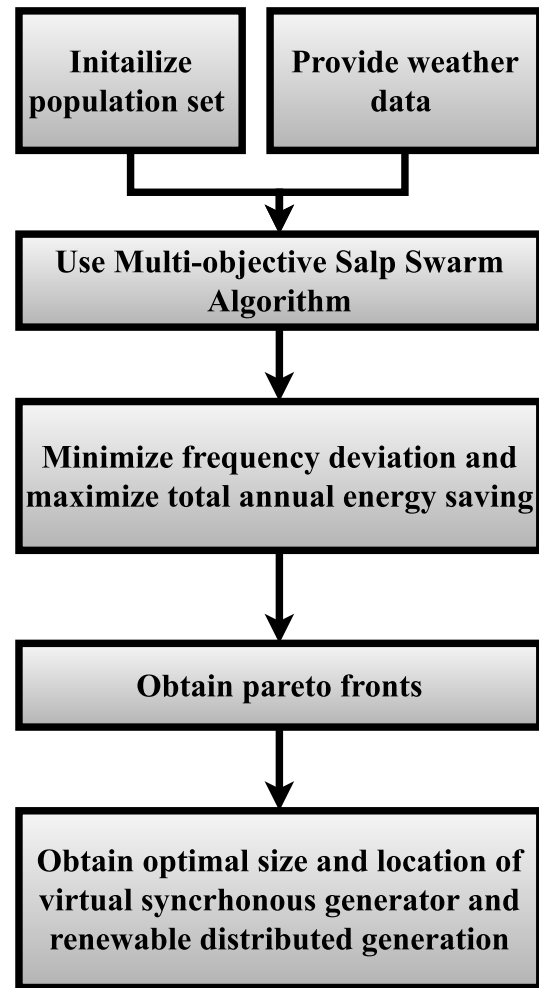 Initailize
population set
Provide weather
data
Use Multi-objective Salp Swarm
Algorithm
Minimize frequency deviation and
maximize total annual energy saving
Obtain pareto fronts
Obtain optimal size and location of
virtual syncrhonous generator and
renewable distributed generation